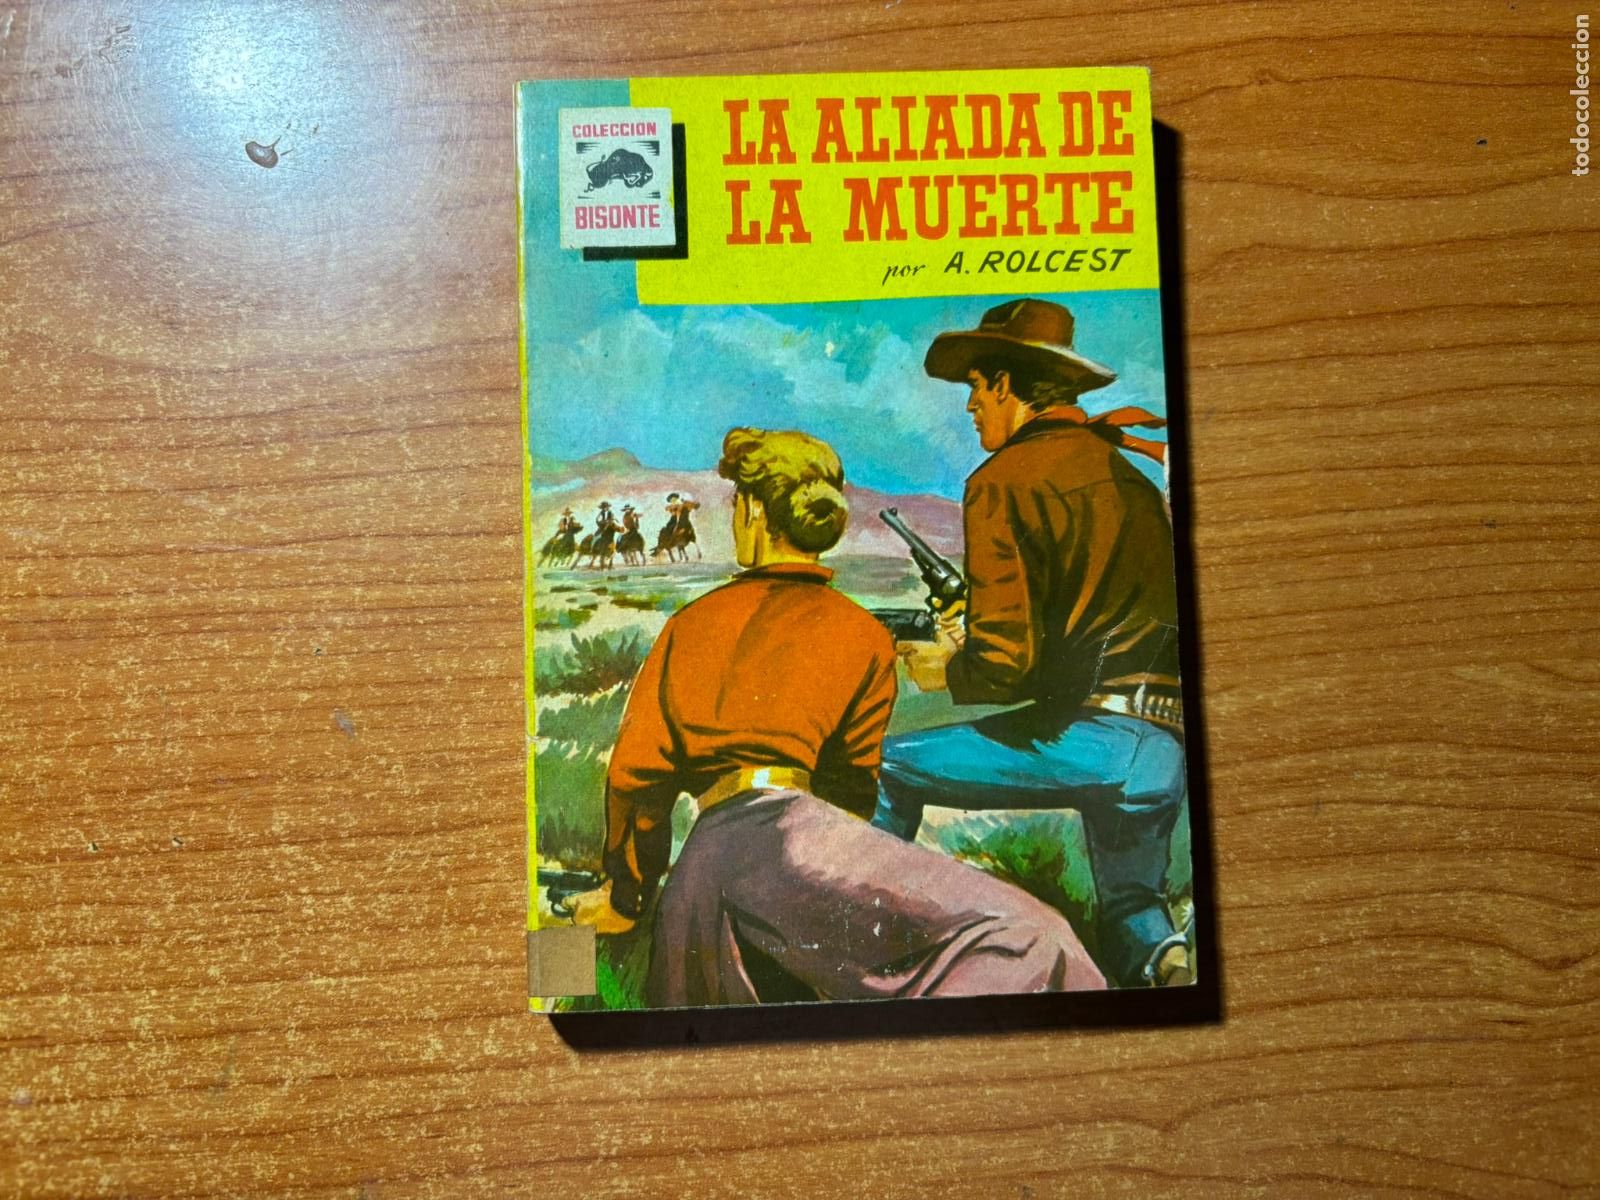 COLECCION
BISONTE
LA ALIADA DE
LA MUERTE
por A. ROLCEST
todocoleccion